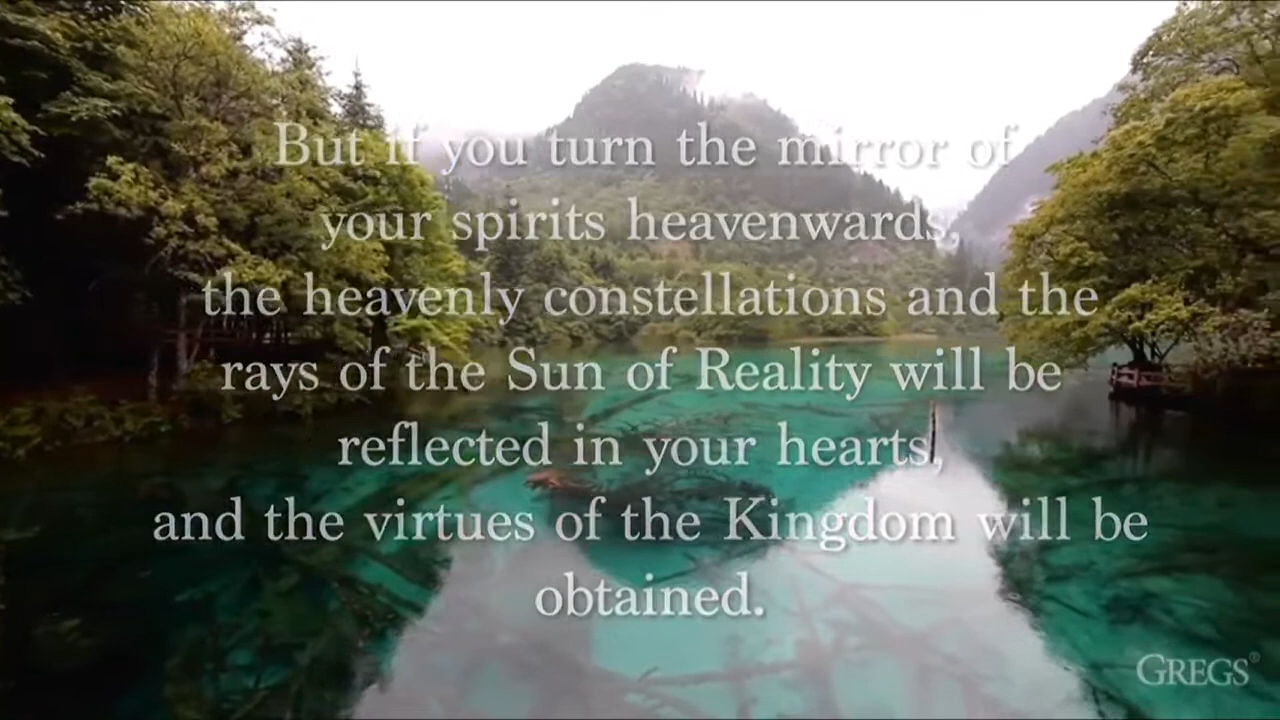 But if you turn the mirror of
your spirits heavenwards,
the heavenly constellations and the
rays of the Sun of Reality will be
reflected in your hearts,
and the virtues of the Kingdom will be
obtained.
GREGS®